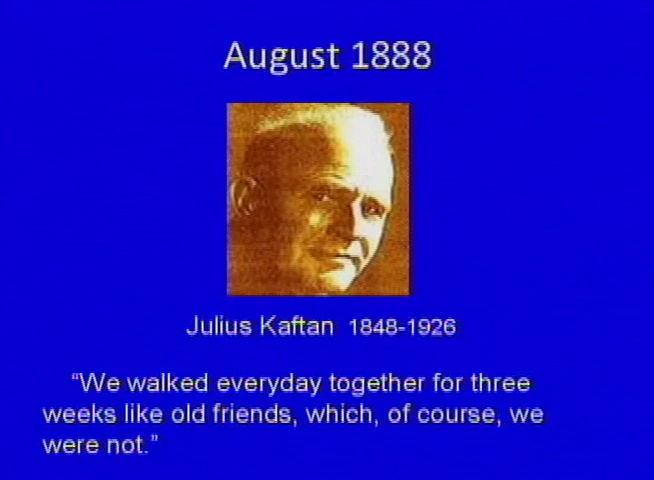 August 1888
Julius Kaftan 1848-1926
“We walked everyday together for three
weeks like old friends, which, of course, we
were not.”